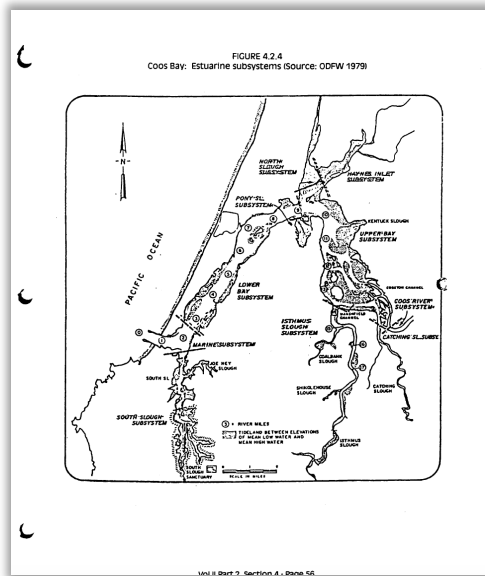 FIGURE 4.2.4
Coos Bay: Estuarine subsystems (Source: ODFW 1979)
-N-
NORTH
SLOUGH
SUBSYSTEM
HAYNES INLET
SUBSYSTEM
PONY SL.
SUBSYSTEM
KENTUCK SLOUGH
UPPER BAY
SUBSYSTEM
PACIFIC OCEAN
LOWER
BAY
SUBSYSTEM
COOS RIVER
SUBSYSTEM
ISTHMUS
SLOUGH
SUBSYSTEM
CHANNEL
CATCHING SL. SUBSY.
MARINE SUBSYSTEM
JOE NEY
SLOUGH
COALBANK
SLOUGH
SOUTH SL.
SHINGLEHOUSE
SLOUGH
CATCHING
SLOUGH
SOUTH SLOUGH
SUBSYSTEM
3 = RIVER MILES
TIDELAND BETWEEN ELEVATIONS
OF MEAN LOW WATER AND
MEAN HIGH WATER
ISTHMUS
SLOUGH
SOUTH
SLOUGH
SANCTUARY
SCALE IN MILES
Vol II Part 2, Section 4 - Page 56